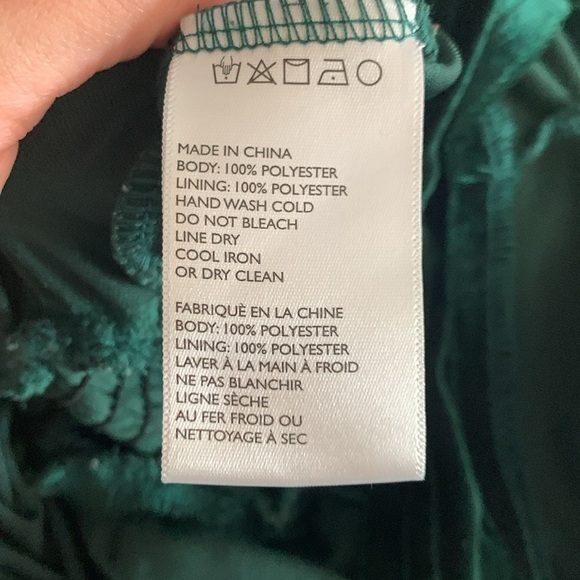 MADE IN CHINA
BODY: 100% POLYESTER
LINING: 100% POLYESTER
HAND WASH COLD
DO NOT BLEACH
LINE DRY
COOL IRON
OR DRY CLEAN
FABRIQUÈ EN LA CHINE
BODY: 100% POLYESTER
LINING: 100% POLYESTER
LAVER À LA MAIN À FROID
NE PAS BLANCHIR
LIGNE SÈCHE
AU FER FROID OU
NETTOYAGE À SEC